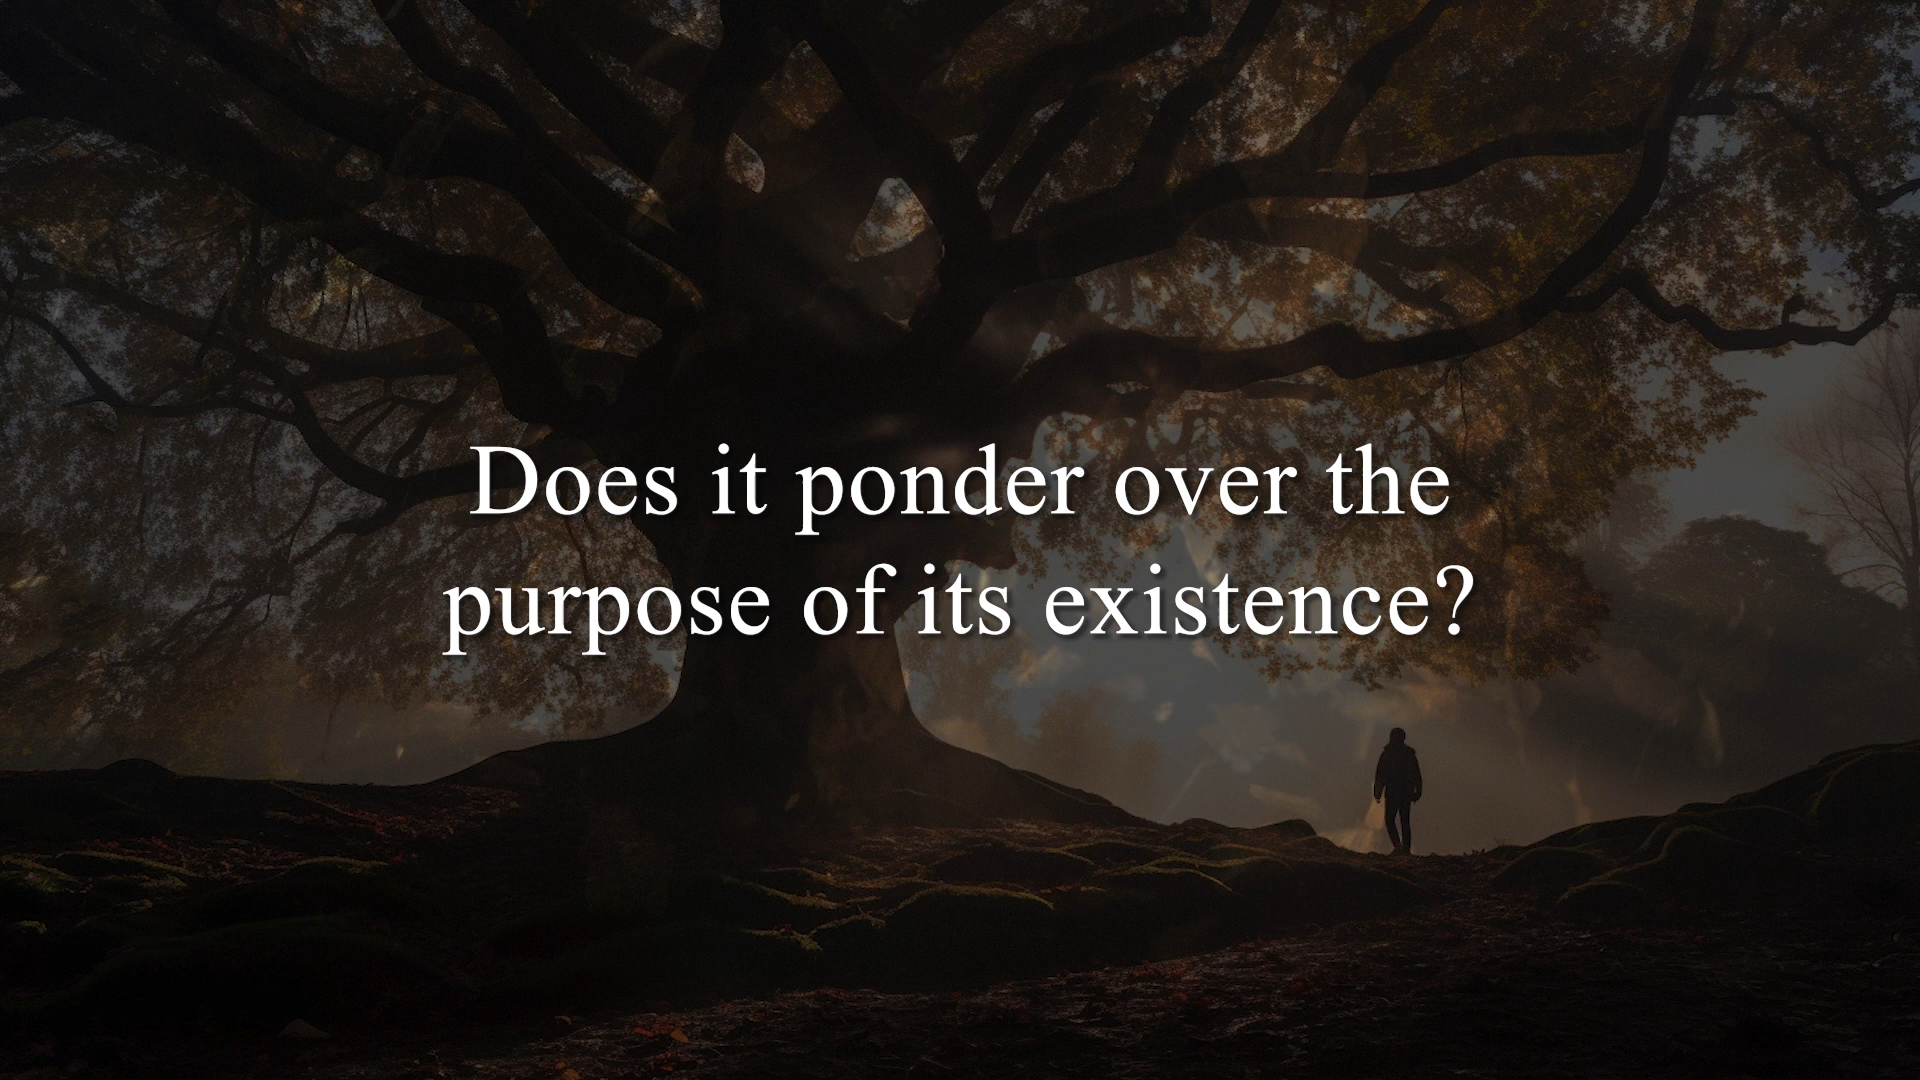 Does it ponder over the
purpose of its existence?